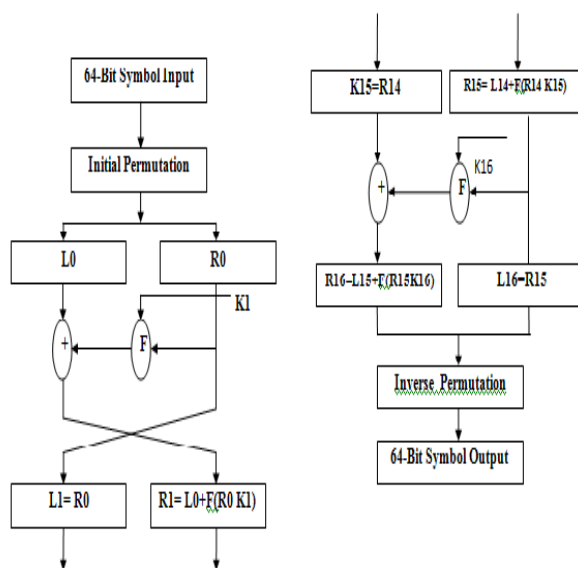 64-Bit Symbol Input
Initial Permutation
L0
R0
K1
+
F
L1= R0
R1= L0+F(R0 K1)
K15=R14
R15= L14+F(R14 K15)
K16
+
F
R16=L15+F(R15K16)
L16=R15
Inverse Permutation
64-Bit Symbol Output